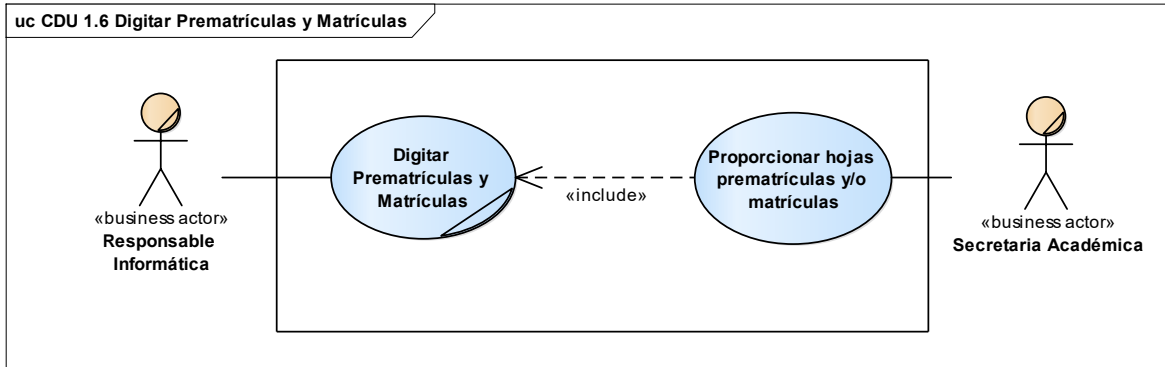 uc CDU 1.6 Digitar Prematrículas y Matrículas
Digitar
Prematrículas y
Matrículas
«include»
Proporcionar hojas
prematrículas y/o
matrículas
«business actor»
Responsable
Informática
«business actor»
Secretaria Académica